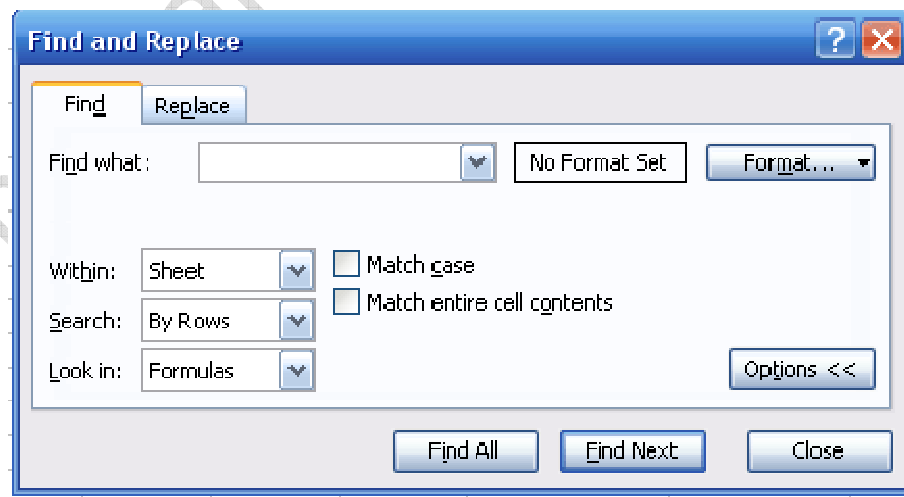 Find and Replace
Find Replace
Find what: No Format Set Format...
Within: Sheet Match case
Match entire cell contents
Search: By Rows
Look in: Formulas Options <<
Find All Find Next Close